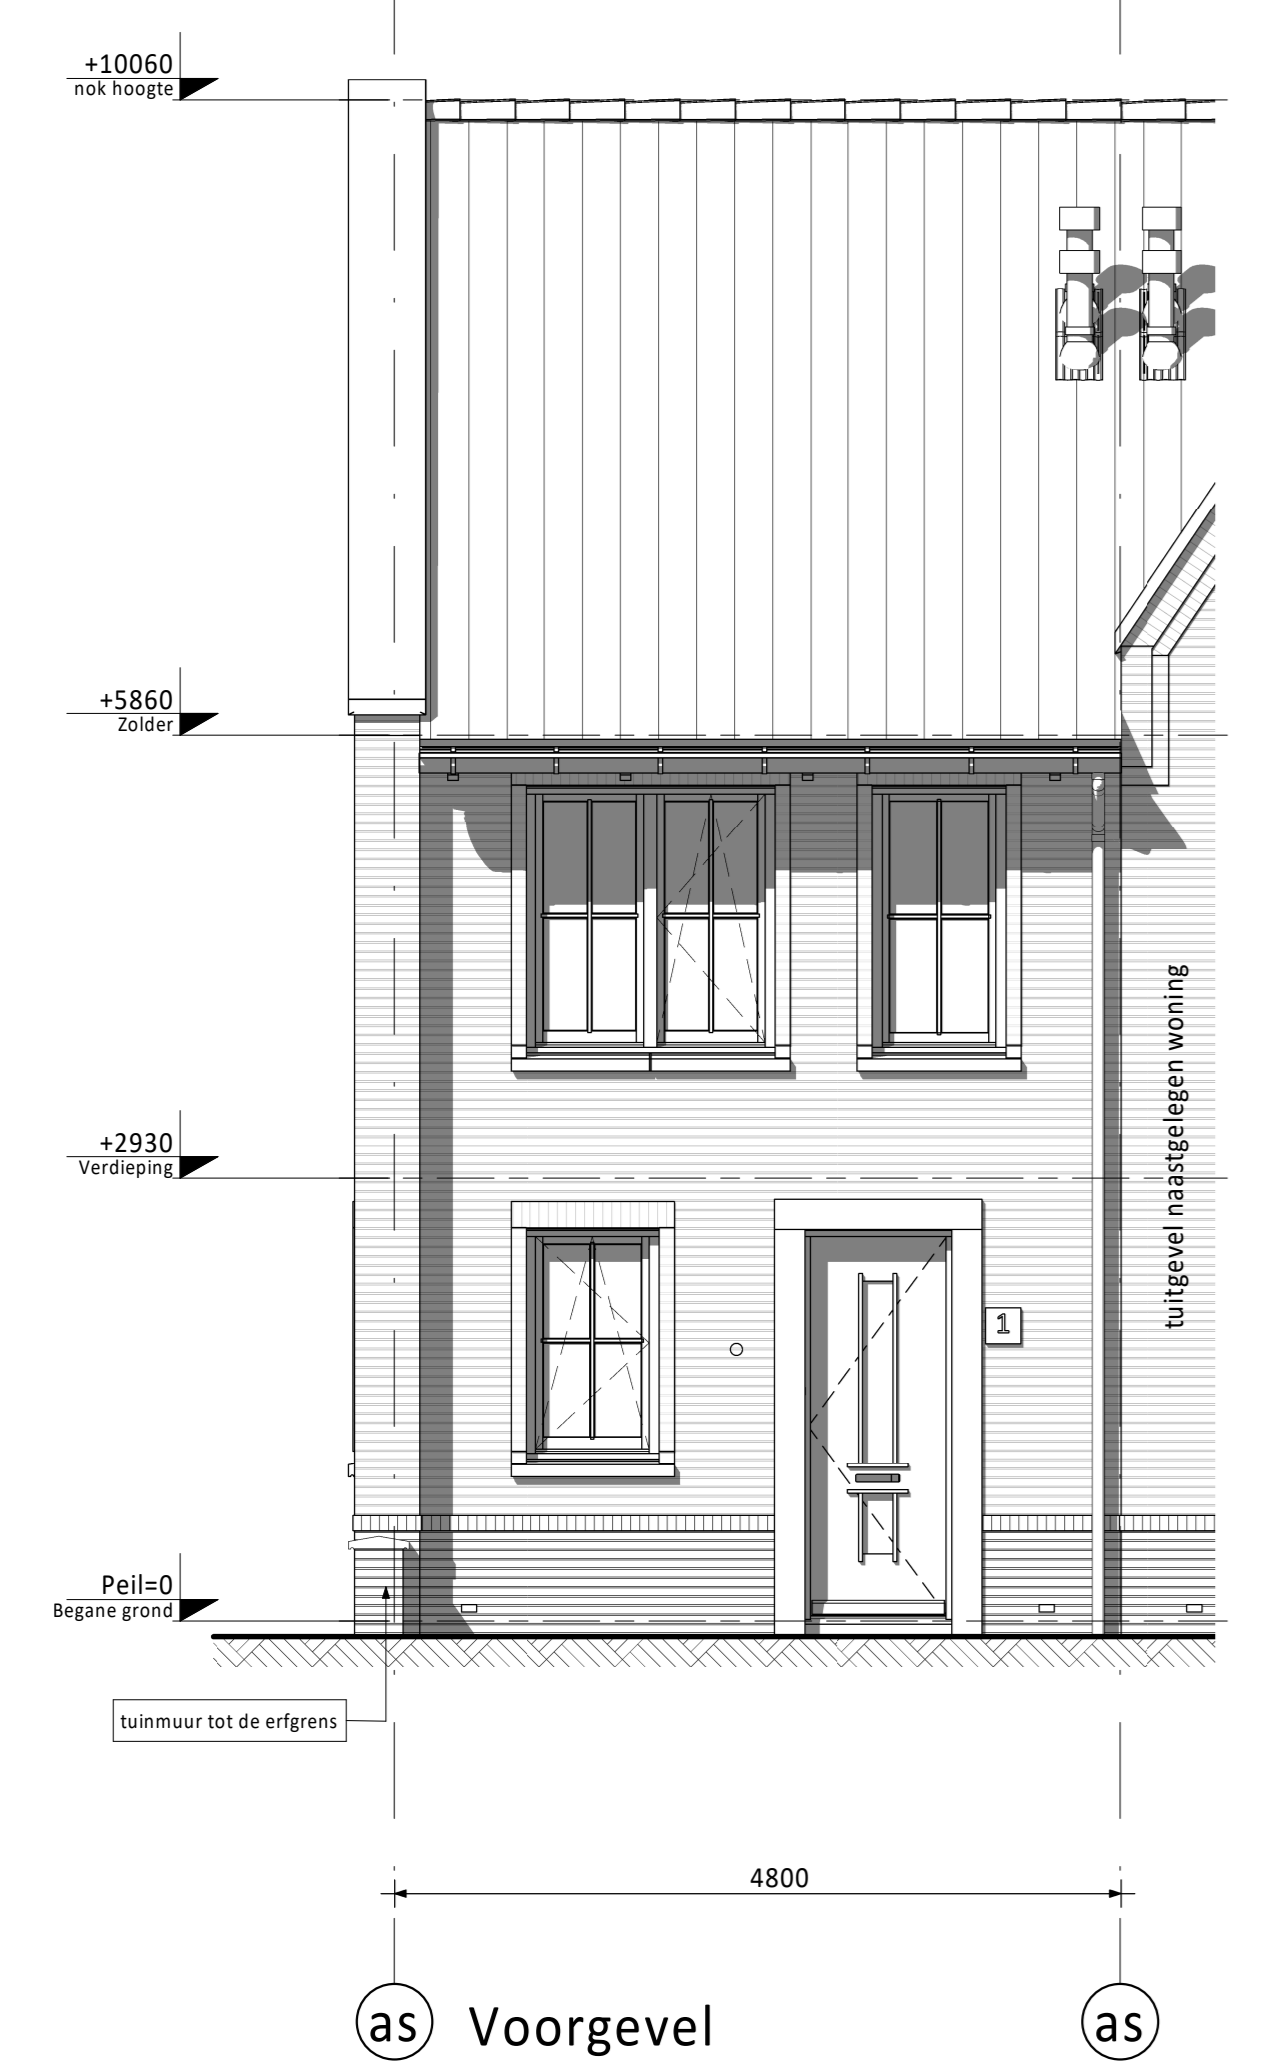 +10060
nok hoogte
+5860
Zolder
tuitgevel naastgelegen woning
+2930
Verdieping
1
Peil=0
Begane grond
tuinmuur tot de erfgrens
4800
as
Voorgevel
as